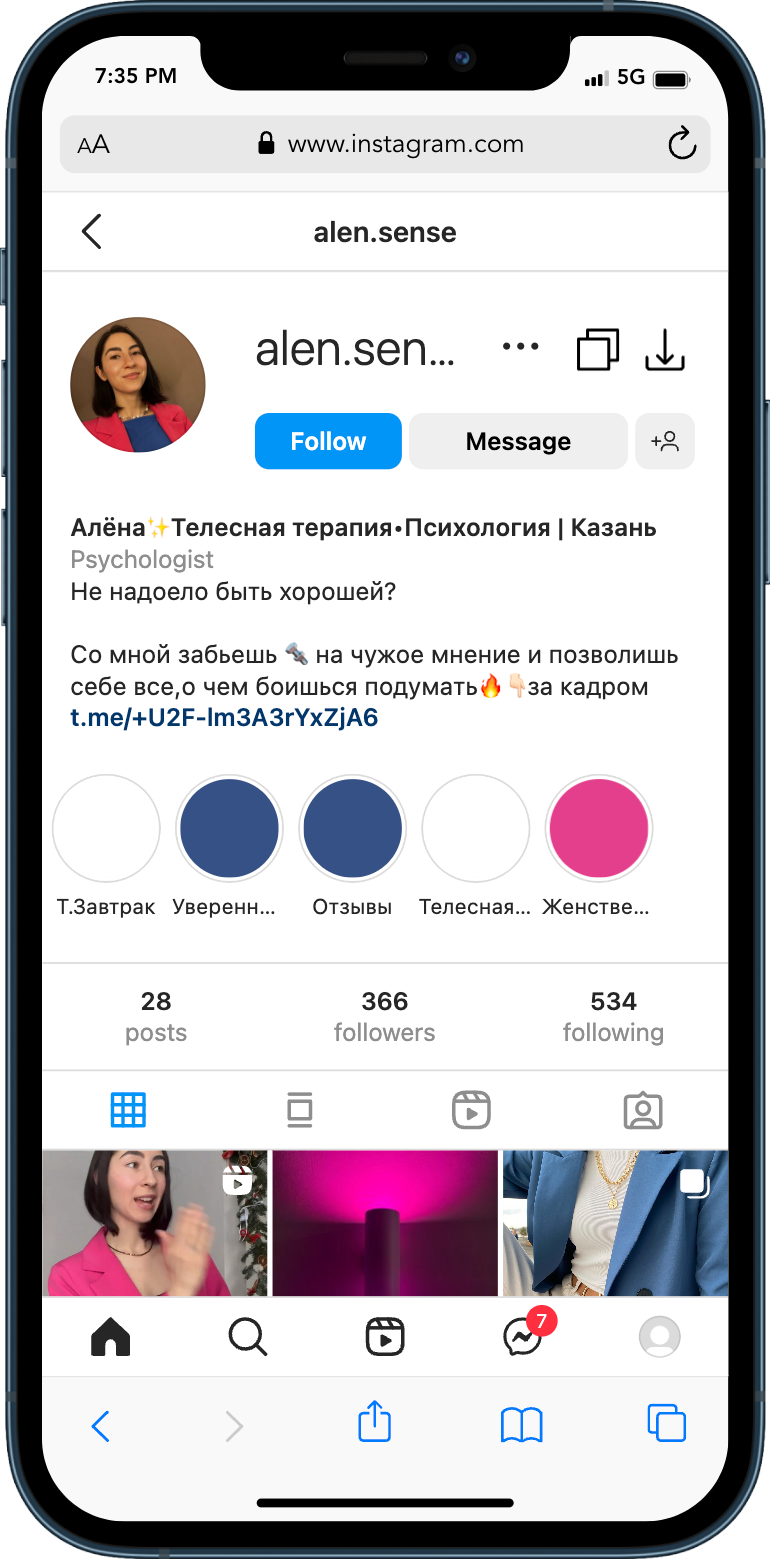 7:35 PM 5G
AA www.instagram.com
alen.sense
alen.sen...
Follow Message
Алёна✨Телесная терапия•Психология | Казань
Psychologist
Не надоело быть хорошей?
Со мной забьешь 🔩 на чужое мнение и позволишь
себе все,о чем боишься подумать🔥👇🏻за кадром
t.me/+U2F-lm3A3rYxZjA6
Т.Завтрак Уверенн... Отзывы Телесная... Женстве...
28 366 534
posts followers following
7